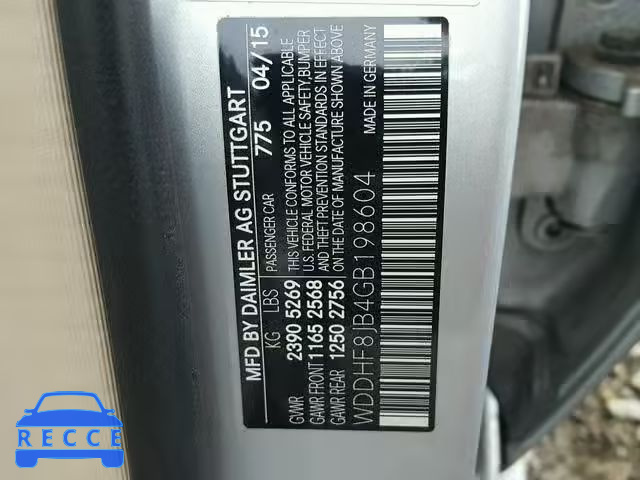 MFD BY DAIMLER AG STUTTGART
775 04/15
KG LBS PASSENGER CAR
GVWR 2390 5269
GAWR FRONT 1165 2568
GAWR REAR 1250 2756
THIS VEHICLE CONFORMS TO ALL APPLICABLE
U.S. FEDERAL MOTOR VEHICLE SAFETY, BUMPER
AND THEFT PREVENTION STANDARDS IN EFFECT
ON THE DATE OF MANUFACTURE SHOWN ABOVE
MADE IN GERMANY
WDDHF8JB4GB198604
RECCE